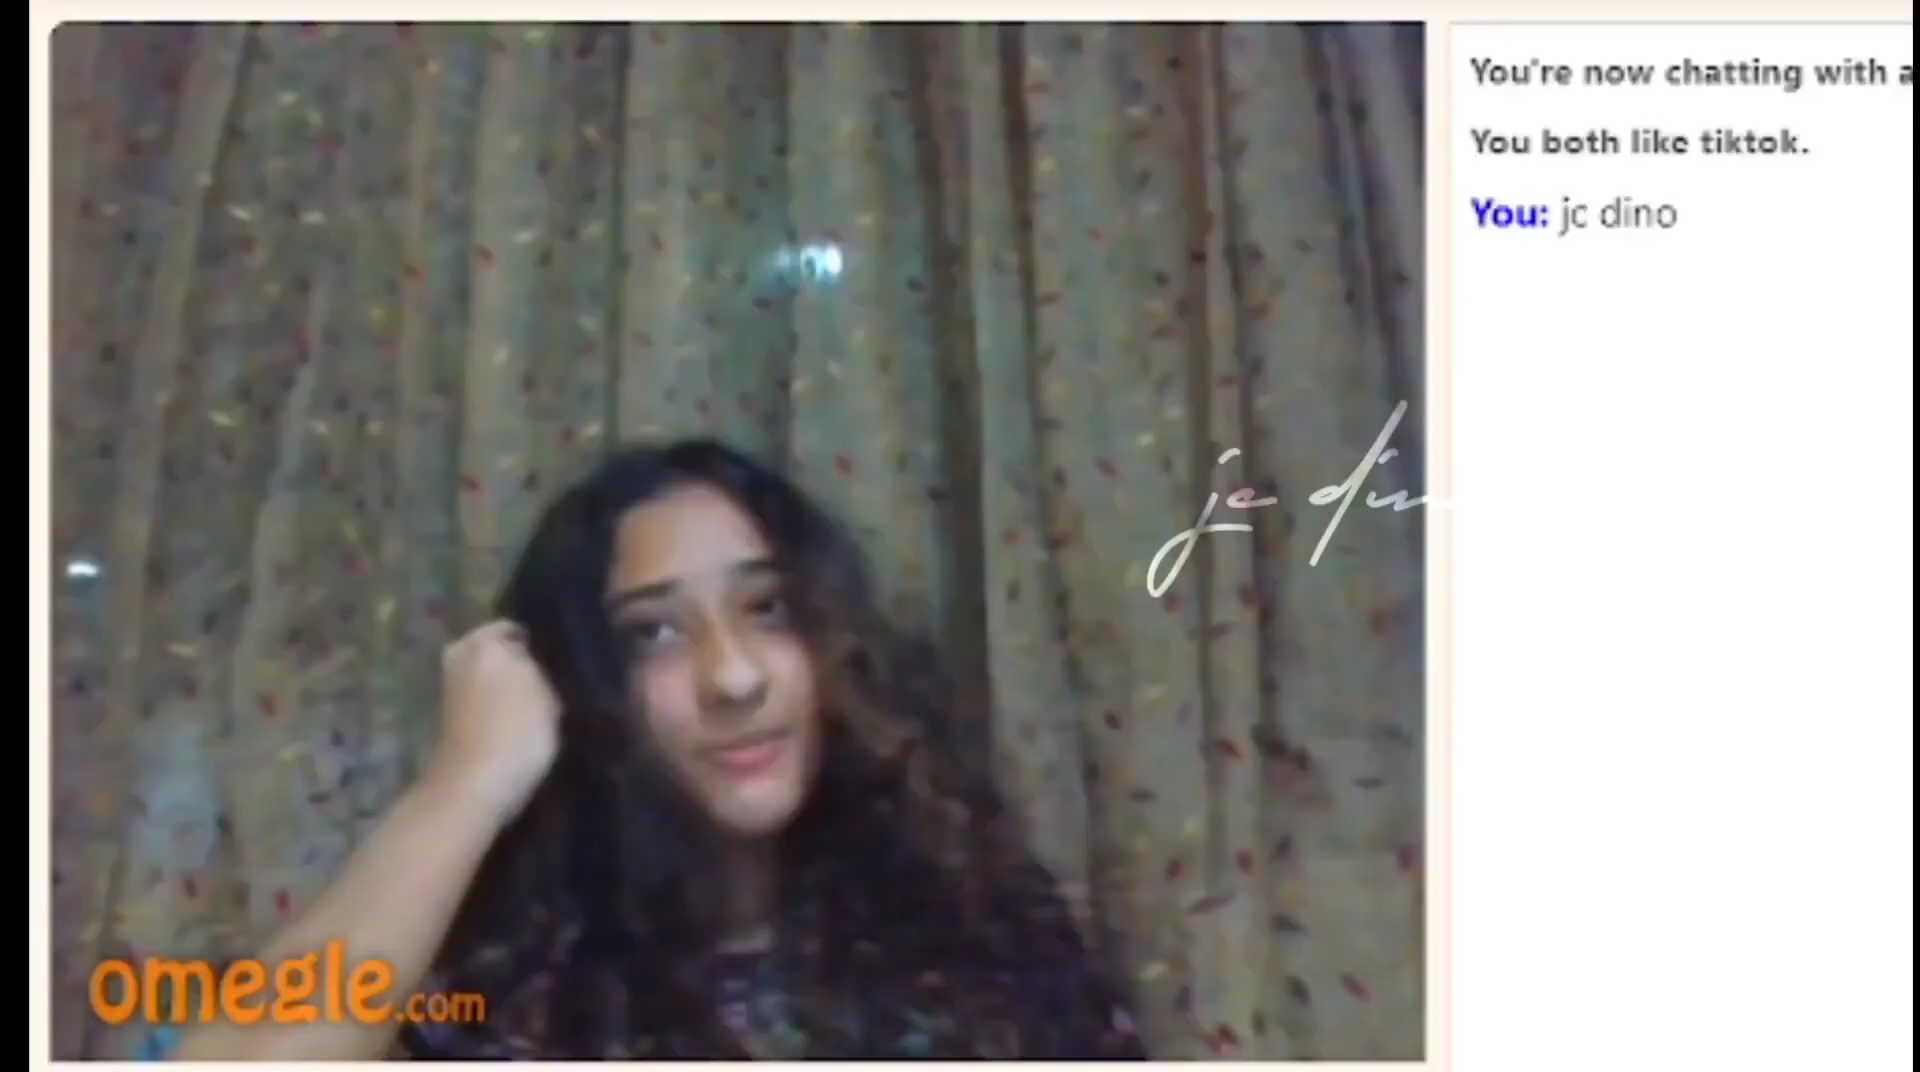 You're now chatting with a
You both like tiktok.
You: jc dino
jc din
omegle.com